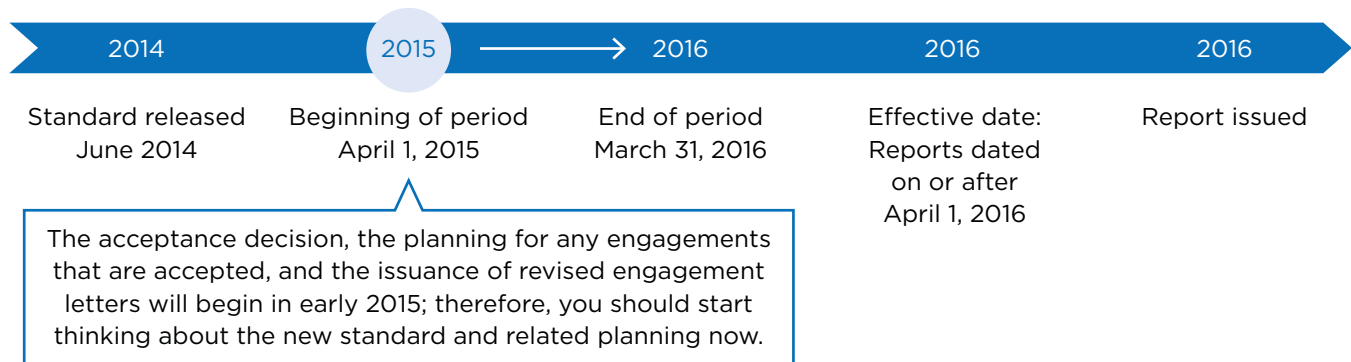 2014
2015
2016
2016
2016
Standard released
June 2014
Beginning of period
April 1, 2015
End of period
March 31, 2016
Effective date:
Reports dated
on or after
April 1, 2016
Report issued
The acceptance decision, the planning for any engagements
that are accepted, and the issuance of revised engagement
letters will begin in early 2015; therefore, you should start
thinking about the new standard and related planning now.